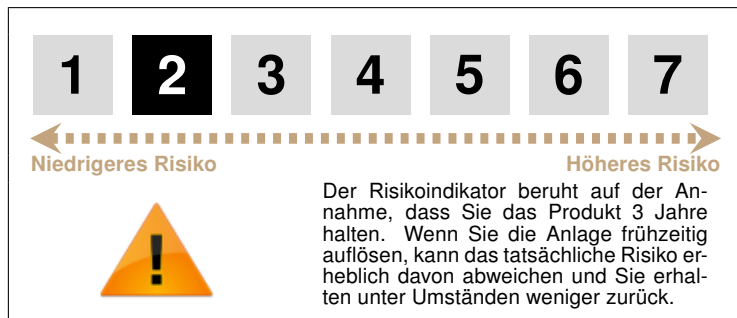 1 2 3 4 5 6 7
Niedrigeres Risiko Höheres Risiko
Der Risikoindikator beruht auf der An-
nahme, dass Sie das Produkt 3 Jahre
halten. Wenn Sie die Anlage frühzeitig
auflösen, kann das tatsächliche Risiko er-
heblich davon abweichen und Sie erhal-
ten unter Umständen weniger zurück.